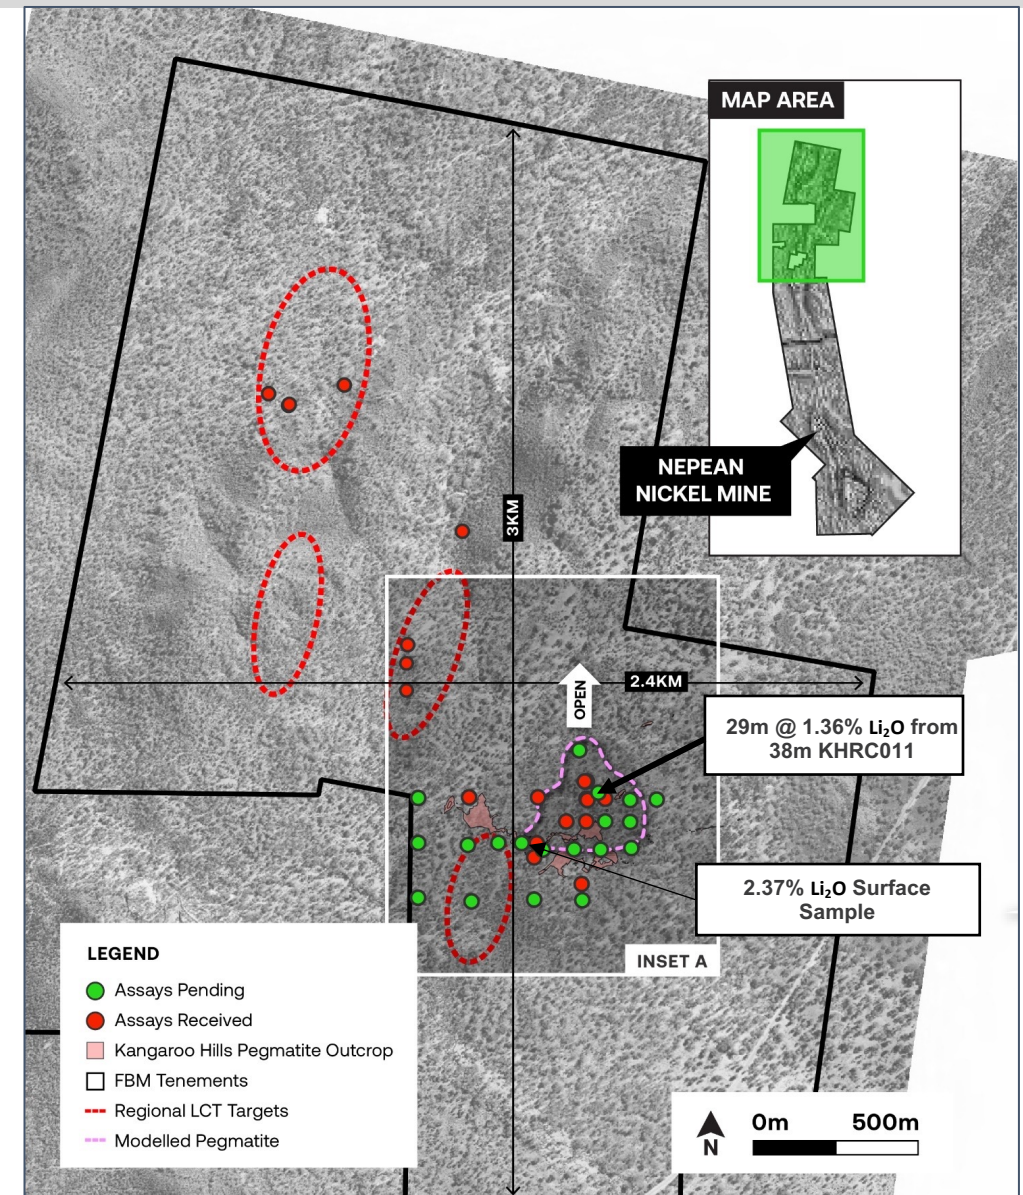 MAP AREA
NEPEAN
NICKEL MINE
3KM
2.4KM
OPEN
29m @ 1.36% Li₂O from
38m KHRC011
2.37% Li₂O Surface
Sample
INSET A
LEGEND
Assays Pending
Assays Received
Kangaroo Hills Pegmatite Outcrop
FBM Tenements
Regional LCT Targets
Modelled Pegmatite
N
0m 500m